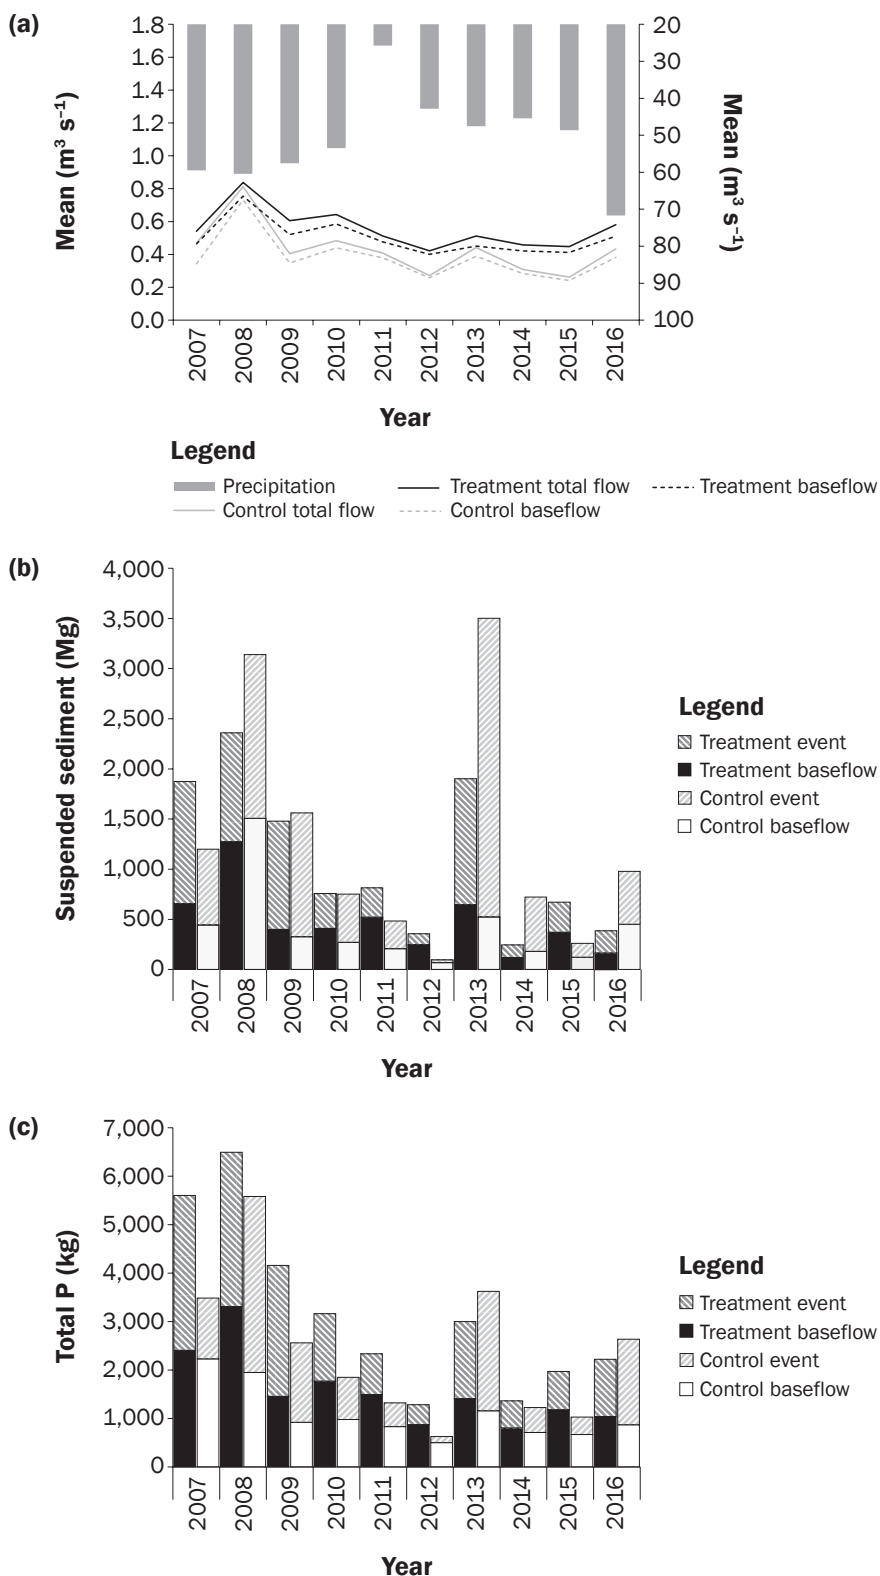 (a)
1.8
1.6
1.4
1.2
1.0
0.8
0.6
0.4
0.2
0.0
Mean (m³ s⁻¹)
20
30
40
50
60
70
80
90
100
Mean (m³ s⁻¹)
2007 2008 2009 2010 2011 2012 2013 2014 2015 2016
Year
Legend
Precipitation Treatment total flow Treatment baseflow
Control total flow Control baseflow
(b)
4,000
3,500
3,000
2,500
2,000
1,500
1,000
500
0
Suspended sediment (Mg)
2007 2008 2009 2010 2011 2012 2013 2014 2015 2016
Year
Legend
Treatment event
Treatment baseflow
Control event
Control baseflow
(c)
7,000
6,000
5,000
4,000
3,000
2,000
1,000
0
Total P (kg)
2007 2008 2009 2010 2011 2012 2013 2014 2015 2016
Year
Legend
Treatment event
Treatment baseflow
Control event
Control baseflow